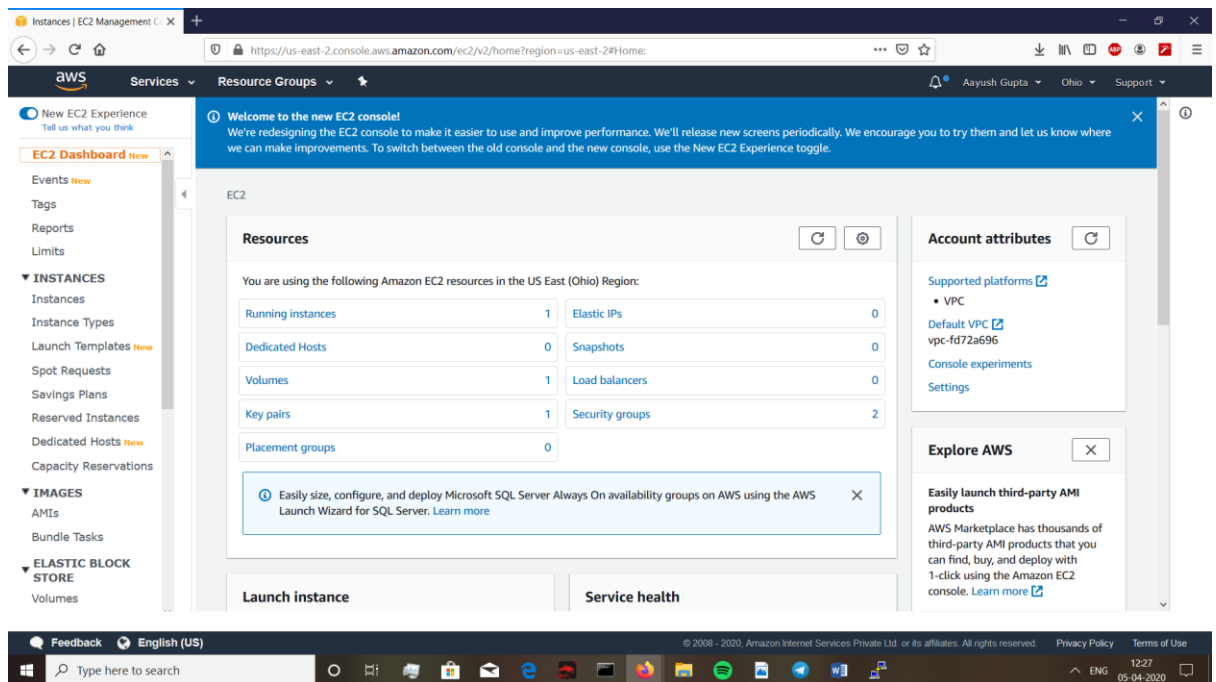 Instances | EC2 Management C
https://us-east-2.console.aws.amazon.com/ec2/v2/home?region=us-east-2#Home:
ABP
aws
Services
Resource Groups
Aayush Gupta
Ohio
Support
New EC2 Experience
Tell us what you think
EC2 Dashboard New
Events New
Tags
Reports
Limits
INSTANCES
Instances
Instance Types
Launch Templates New
Spot Requests
Savings Plans
Reserved Instances
Dedicated Hosts New
Capacity Reservations
IMAGES
AMIs
Bundle Tasks
ELASTIC BLOCK
STORE
Volumes
Welcome to the new EC2 console!
We're redesigning the EC2 console to make it easier to use and improve performance. We'll release new screens periodically. We encourage you to try them and let us know where
we can make improvements. To switch between the old console and the new console, use the New EC2 Experience toggle.
EC2
Resources
You are using the following Amazon EC2 resources in the US East (Ohio) Region:
Running instances 1
Elastic IPs 0
Dedicated Hosts 0
Snapshots 0
Volumes 1
Load balancers 0
Key pairs 1
Security groups 2
Placement groups 0
Easily size, configure, and deploy Microsoft SQL Server Always On availability groups on AWS using the AWS
Launch Wizard for SQL Server. Learn more
Launch instance
Service health
Account attributes
Supported platforms
• VPC
Default VPC
vpc-fd72a696
Console experiments
Settings
Explore AWS
Easily launch third-party AMI
products
AWS Marketplace has thousands of
third-party AMI products that you
can find, buy, and deploy with
1-click using the Amazon EC2
console. Learn more
Feedback
English (US)
© 2008 - 2020, Amazon Internet Services Private Ltd. or its affiliates. All rights reserved.
Privacy Policy
Terms of Use
Type here to search
ENG
12:27
05-04-2020